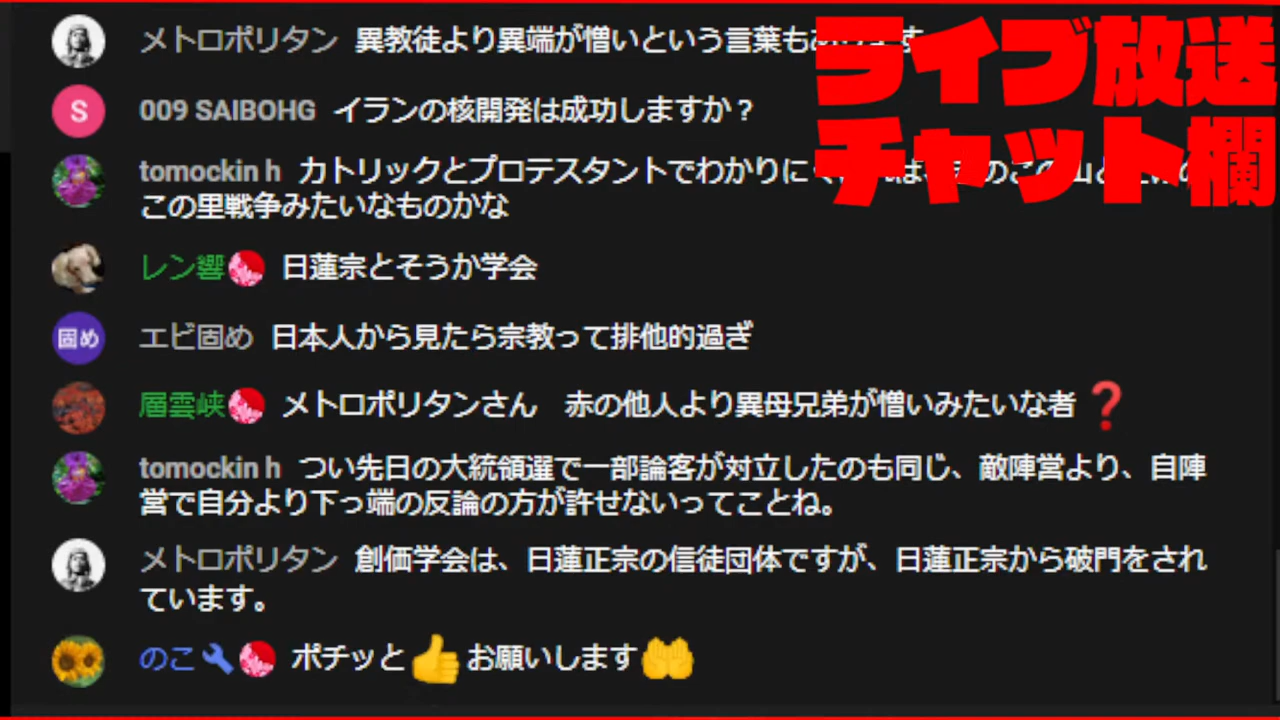 メトロポリタン 異教徒より異端が憎いという言葉も
ライブ放送
チャット欄
S
009 SAIBOHG イランの核開発は成功しますか？
tomockin h カトリックとプロテスタントでわかりに
この里戦争みたいなものかな
レン響 日蓮宗とそうか学会
固め
エビ固め 日本人から見たら宗教って排他的過ぎ
層雲峡 メトロポリタンさん　赤の他人より異母兄弟が憎いみたいな者❓
tomockin h つい先日の大統領選で一部論客が対立したのも同じ、敵陣営より、自陣
営で自分より下っ端の反論の方が許せないってことね。
メトロポリタン 創価学会は、日蓮正宗の信徒団体ですが、日蓮正宗から破門をされ
ています。
のこ ポチッと👍お願いします🤲